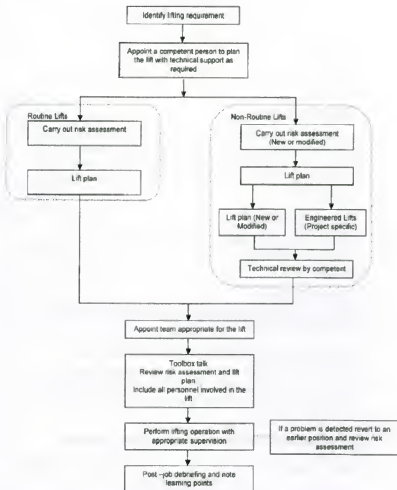 Identify lifting requirement
Appoint a competent person to plan
the lift with technical support as
required
Routine Lifts
Carry out risk assessment
Lift plan
Non-Routine Lifts
Carry out risk assessment
(New or modified)
Lift plan
Lift plan (New or
Modified)
Engineered Lifts
(Project specific)
Technical review by competent
Appoint team appropriate for the lift
Toolbox talk
Review risk assessment and lift
plan
Include all personnel involved in the
lift
Perform lifting operation with
appropriate supervision
If a problem is detected revert to an
earlier position and review risk
assessment
Post –job debriefing and note
learning points